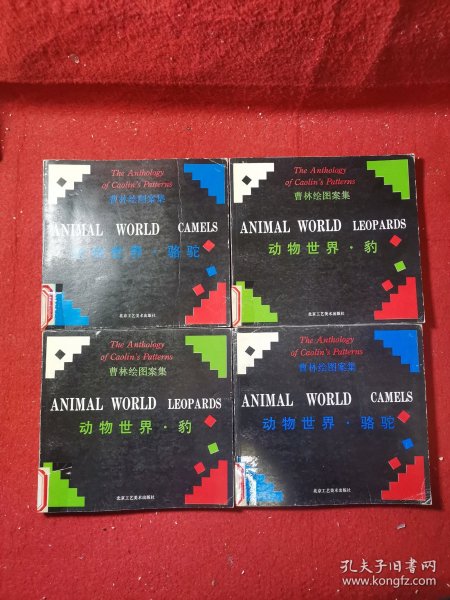 The Anthology
of Caolin's Patterns
曹林绘图案集
ANIMAL WORLD CAMELS
动物世界·骆驼
北京工艺美术出版社
The Anthology
of Caolin's Patterns
曹林绘图案集
ANIMAL WORLD LEOPARDS
动物世界·豹
北京工艺美术出版社
The Anthology
of Caolin's Patterns
曹林绘图案集
ANIMAL WORLD LEOPARDS
动物世界·豹
北京工艺美术出版社
The Anthology
of Caolin's Patterns
曹林绘图案集
ANIMAL WORLD CAMELS
动物世界·骆驼
北京工艺美术出版社
孔夫子旧书网
www.kongfz.com